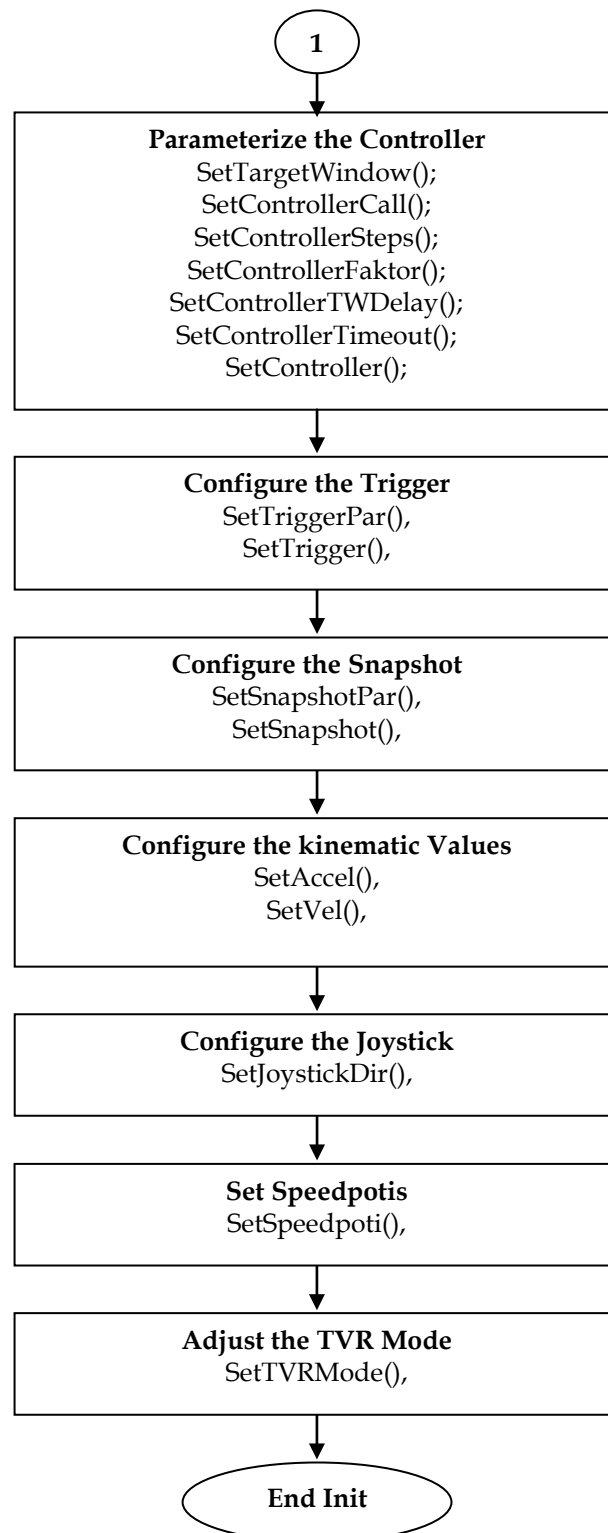 1
Parameterize the Controller
SetTargetWindow();
SetControllerCall();
SetControllerSteps();
SetControllerFaktor();
SetControllerTWDelay();
SetControllerTimeout();
SetController();
Configure the Trigger
SetTriggerPar(),
SetTrigger(),
Configure the Snapshot
SetSnapshotPar(),
SetSnapshot(),
Configure the kinematic Values
SetAccel(),
SetVel(),
Configure the Joystick
SetJoystickDir(),
Set Speedpotis
SetSpeedpoti(),
Adjust the TVR Mode
SetTVRMode(),
End Init